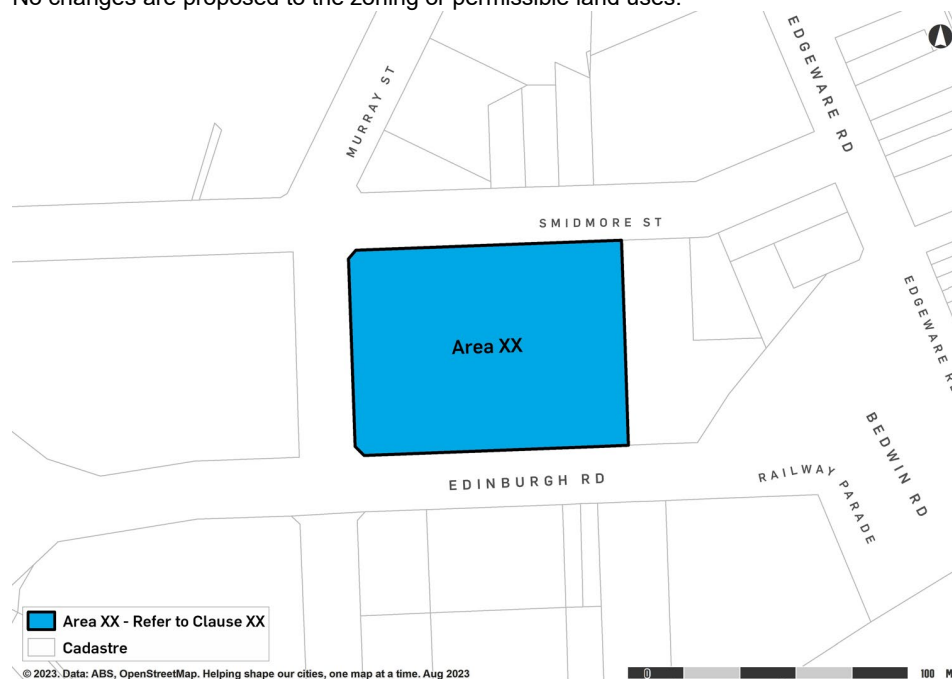 No changes are proposed to the zoning or permissible land uses.
EDGEWARE RD
MURRAY ST
SMIDMORE ST
EDGEWARE RD
Area XX
BEDWIN RD
RAILWAY PARADE
EDINBURGH RD
Area XX - Refer to Clause XX
Cadastre
© 2023. Data: ABS, OpenStreetMap. Helping shape our cities, one map at a time. Aug 2023
0 100 M